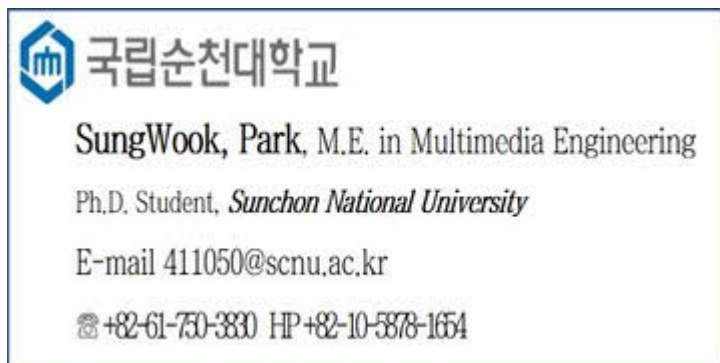 국립순천대학교
SungWook, Park, M.E. in Multimedia Engineering
Ph.D. Student, Sunchon National University
E-mail 411050@scnu.ac.kr
☏+82-61-750-3830 HP +82-10-5878-1654